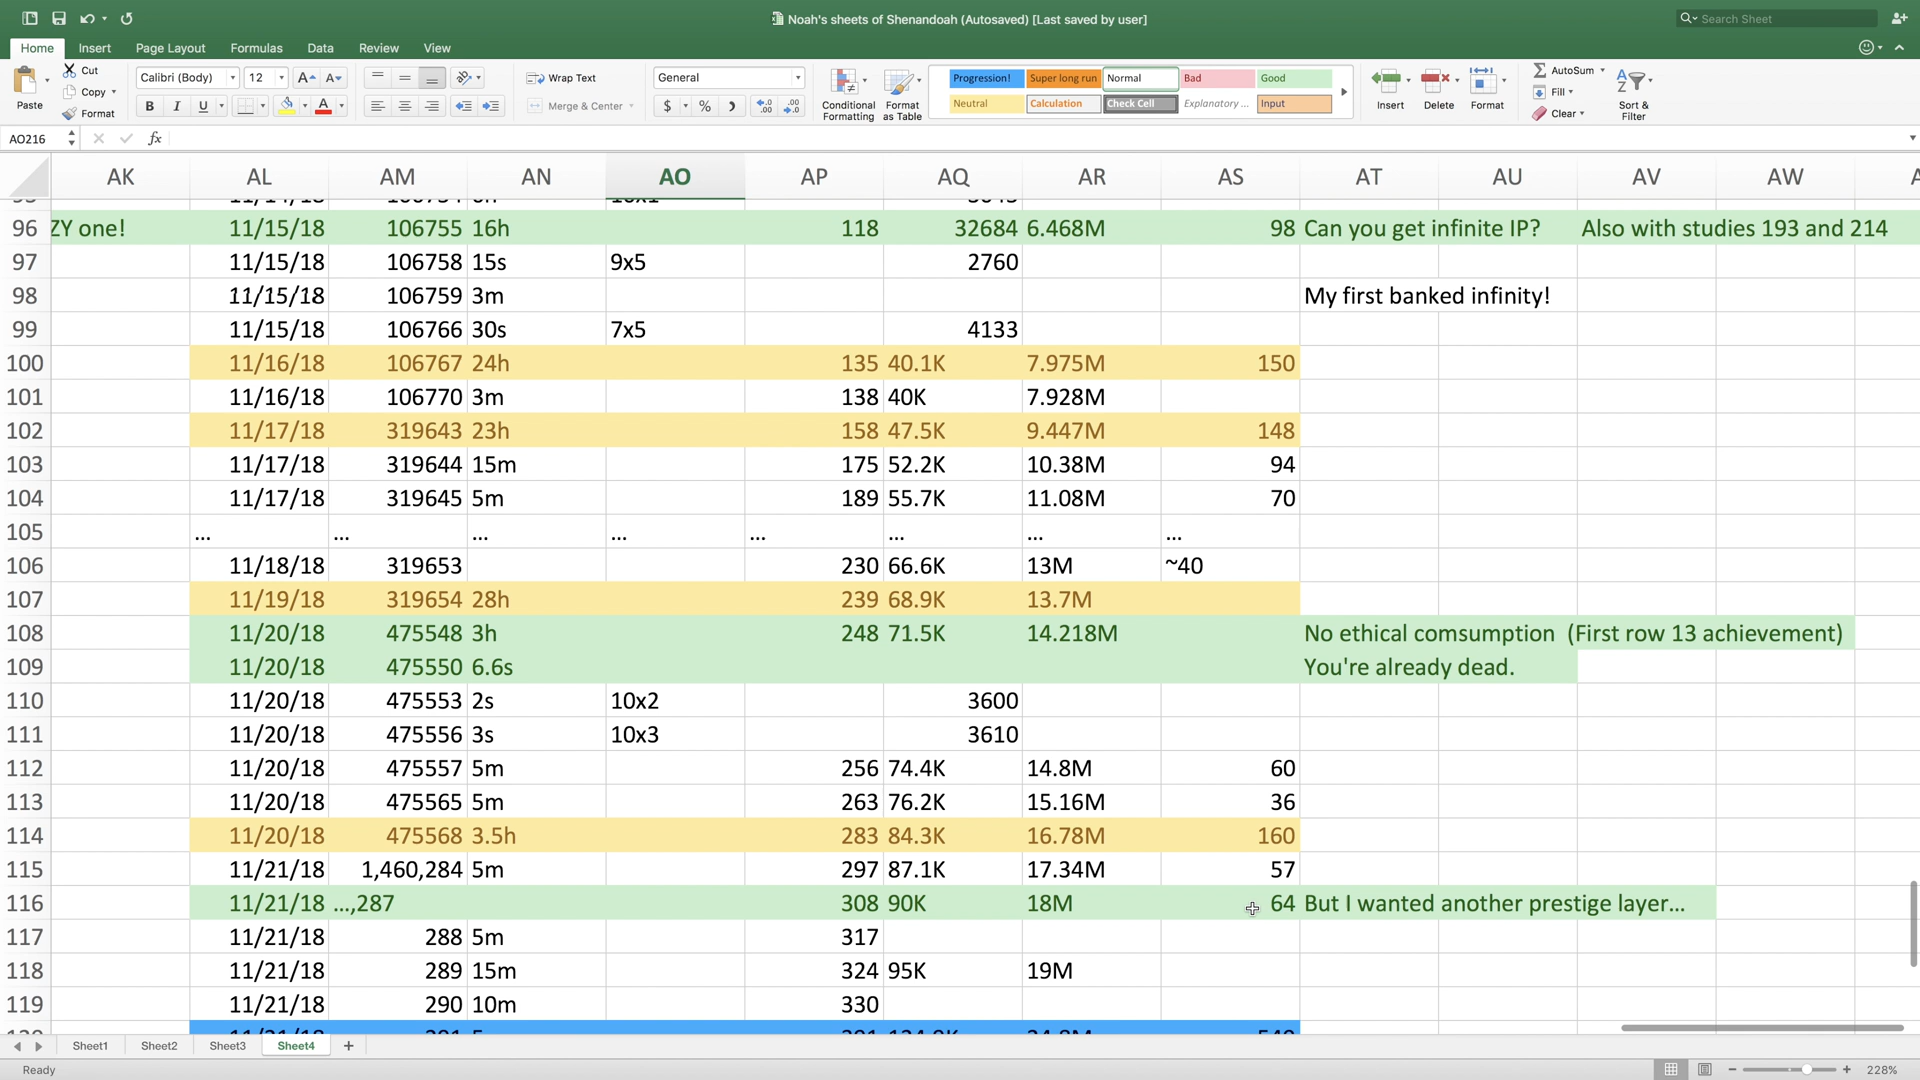 Noah's sheets of Shenandoah (Autosaved) [Last saved by user]
Search Sheet
Home Insert Page Layout Formulas Data Review View
Paste Cut Copy Format
Calibri (Body) 12
Wrap Text
Merge & Center
General
Conditional Formatting
Format as Table
Progression! Super long run Normal Bad Good
Neutral Calculation Check Cell Explanatory... Input
Insert Delete Format
AutoSum
Fill
Clear
Sort & Filter
AO216 fx
AK AL AM AN AO AP AQ AR AS AT AU AV AW
96 ZY one! 11/15/18 106755 16h 118 32684 6.468M 98 Can you get infinite IP? Also with studies 193 and 214
97 11/15/18 106758 15s 9x5 2760
98 11/15/18 106759 3m My first banked infinity!
99 11/15/18 106766 30s 7x5 4133
100 11/16/18 106767 24h 135 40.1K 7.975M 150
101 11/16/18 106770 3m 138 40K 7.928M
102 11/17/18 319643 23h 158 47.5K 9.447M 148
103 11/17/18 319644 15m 175 52.2K 10.38M 94
104 11/17/18 319645 5m 189 55.7K 11.08M 70
105 ... ... ... ... ... ... ... ...
106 11/18/18 319653 230 66.6K 13M ~40
107 11/19/18 319654 28h 239 68.9K 13.7M
108 11/20/18 475548 3h 248 71.5K 14.218M No ethical comsumption (First row 13 achievement)
109 11/20/18 475550 6.6s You're already dead.
110 11/20/18 475553 2s 10x2 3600
111 11/20/18 475556 3s 10x3 3610
112 11/20/18 475557 5m 256 74.4K 14.8M 60
113 11/20/18 475565 5m 263 76.2K 15.16M 36
114 11/20/18 475568 3.5h 283 84.3K 16.78M 160
115 11/21/18 1,460,284 5m 297 87.1K 17.34M 57
116 11/21/18 ...,287 308 90K 18M 64 But I wanted another prestige layer...
117 11/21/18 288 5m 317
118 11/21/18 289 15m 324 95K 19M
119 11/21/18 290 10m 330
Sheet1 Sheet2 Sheet3 Sheet4 +
Ready 228%